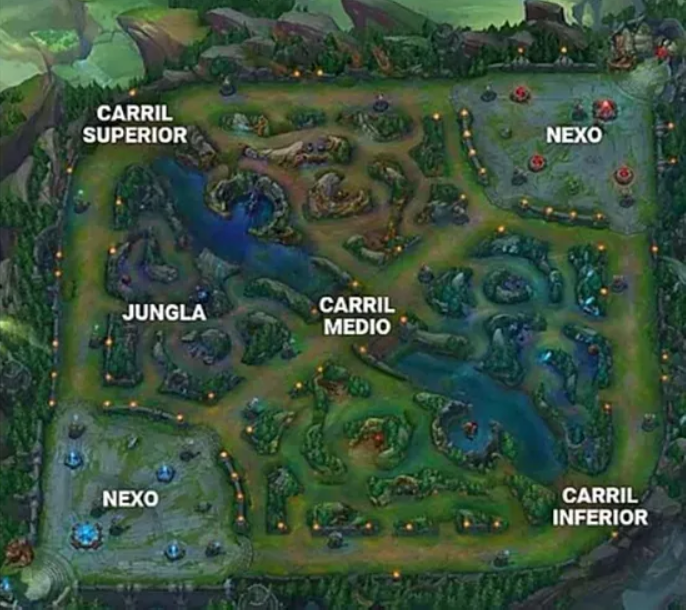 CARRIL
SUPERIOR
NEXO
JUNGLA
CARRIL
MEDIO
NEXO
CARRIL
INFERIOR